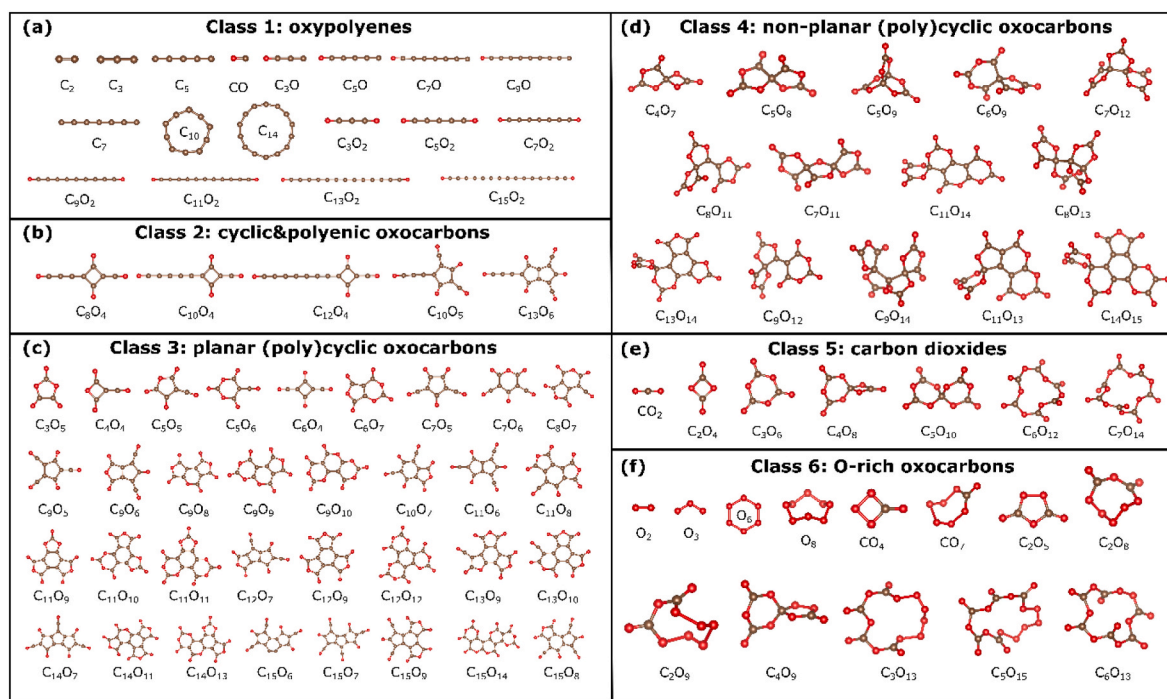 (a) Class 1: oxypolyenes
C₂ C₃ C₅ CO C₃O C₅O C₇O C₉O
C₇ C₁₀ C₁₄ C₃O₂ C₅O₂ C₇O₂
C₉O₂ C₁₁O₂ C₁₃O₂ C₁₅O₂
(b) Class 2: cyclic&polyenic oxocarbons
C₈O₄ C₁₀O₄ C₁₂O₄ C₁₀O₅ C₁₃O₆
(c) Class 3: planar (poly)cyclic oxocarbons
C₃O₅ C₄O₄ C₅O₅ C₅O₆ C₆O₄ C₆O₇ C₇O₅ C₇O₆ C₈O₇
C₉O₅ C₉O₆ C₉O₈ C₉O₉ C₉O₁₀ C₁₀O₇ C₁₁O₆ C₁₁O₈
C₁₁O₉ C₁₁O₁₀ C₁₁O₁₁ C₁₂O₇ C₁₂O₉ C₁₂O₁₂ C₁₃O₉ C₁₃O₁₀
C₁₄O₇ C₁₄O₁₁ C₁₄O₁₃ C₁₅O₆ C₁₅O₇ C₁₅O₉ C₁₅O₁₄ C₁₅O₈
(d) Class 4: non-planar (poly)cyclic oxocarbons
C₄O₇ C₅O₈ C₅O₉ C₆O₉ C₇O₁₂
C₈O₁₁ C₇O₁₁ C₁₁O₁₄ C₈O₁₃
C₁₃O₁₄ C₉O₁₂ C₉O₁₄ C₁₁O₁₃ C₁₄O₁₅
(e) Class 5: carbon dioxides
CO₂ C₂O₄ C₃O₆ C₄O₈ C₅O₁₀ C₆O₁₂ C₇O₁₄
(f) Class 6: O-rich oxocarbons
O₂ O₃ O₆ O₈ CO₄ CO₇ C₂O₅ C₂O₈
C₂O₉ C₄O₉ C₃O₁₃ C₅O₁₅ C₆O₁₃